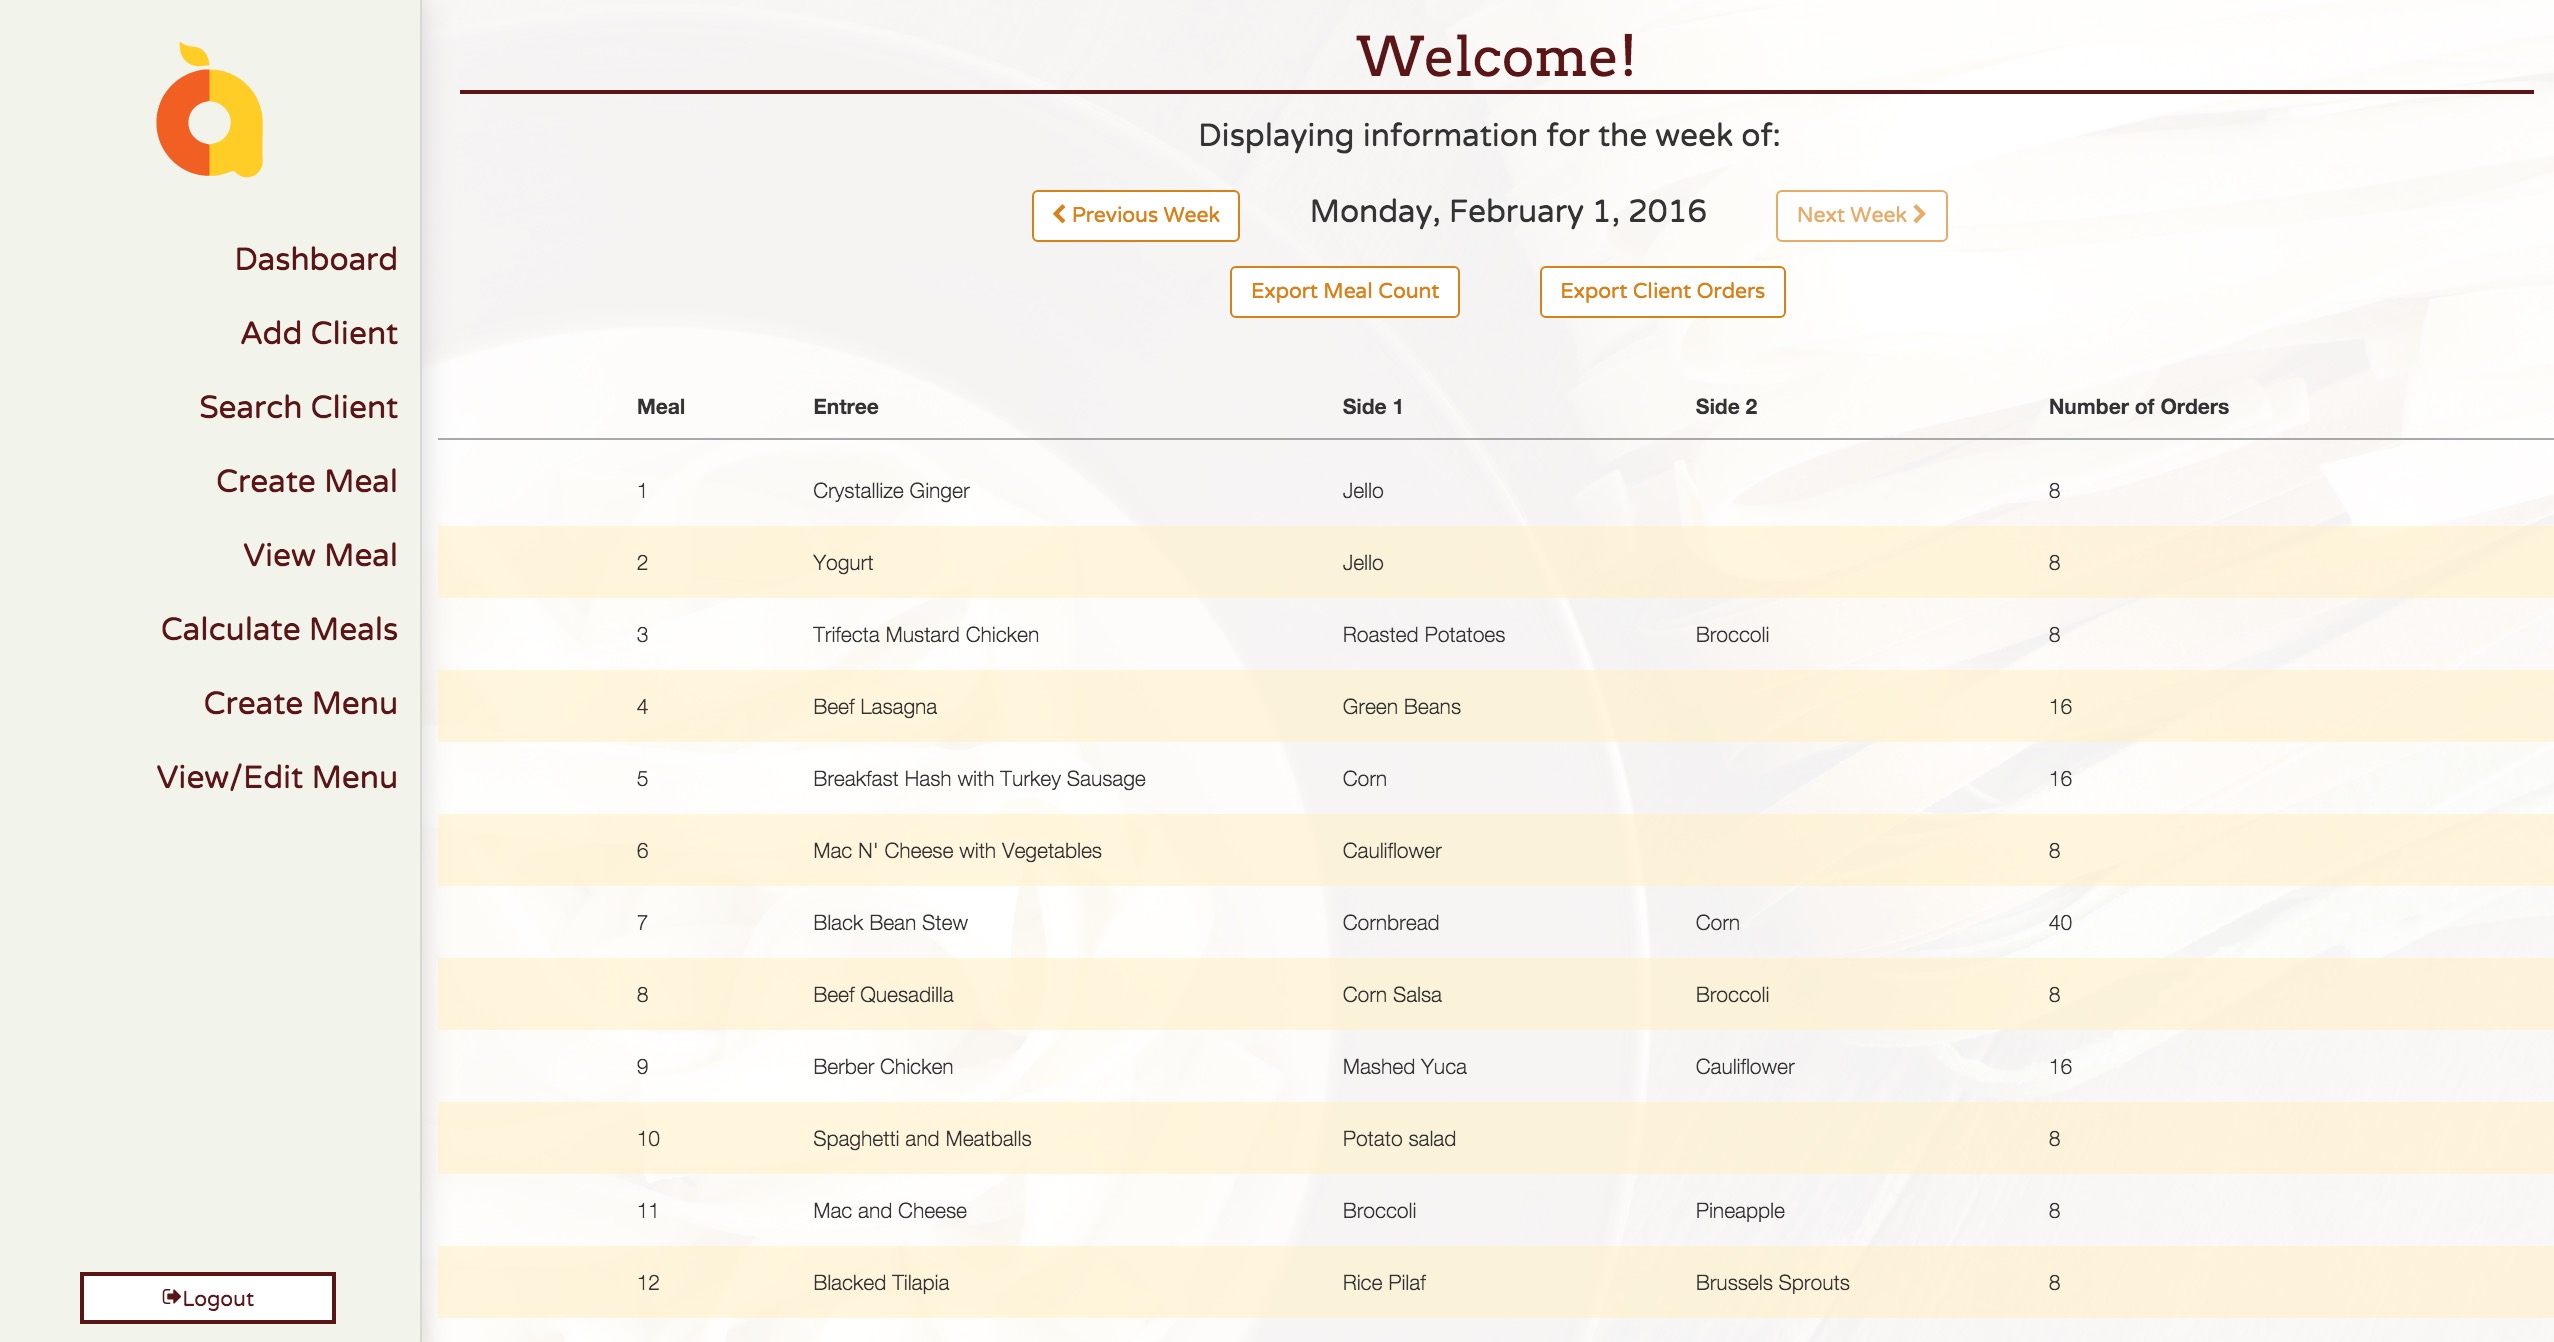 Welcome!
Displaying information for the week of:
Previous Week Monday, February 1, 2016 Next Week
Export Meal Count Export Client Orders
Dashboard
Add Client
Search Client
Create Meal
View Meal
Calculate Meals
Create Menu
View/Edit Menu
Logout
Meal Entree Side 1 Side 2 Number of Orders
1 Crystallize Ginger Jello 8
2 Yogurt Jello 8
3 Trifecta Mustard Chicken Roasted Potatoes Broccoli 8
4 Beef Lasagna Green Beans 16
5 Breakfast Hash with Turkey Sausage Corn 16
6 Mac N' Cheese with Vegetables Cauliflower 8
7 Black Bean Stew Cornbread Corn 40
8 Beef Quesadilla Corn Salsa Broccoli 8
9 Berber Chicken Mashed Yuca Cauliflower 16
10 Spaghetti and Meatballs Potato salad 8
11 Mac and Cheese Broccoli Pineapple 8
12 Blacked Tilapia Rice Pilaf Brussels Sprouts 8